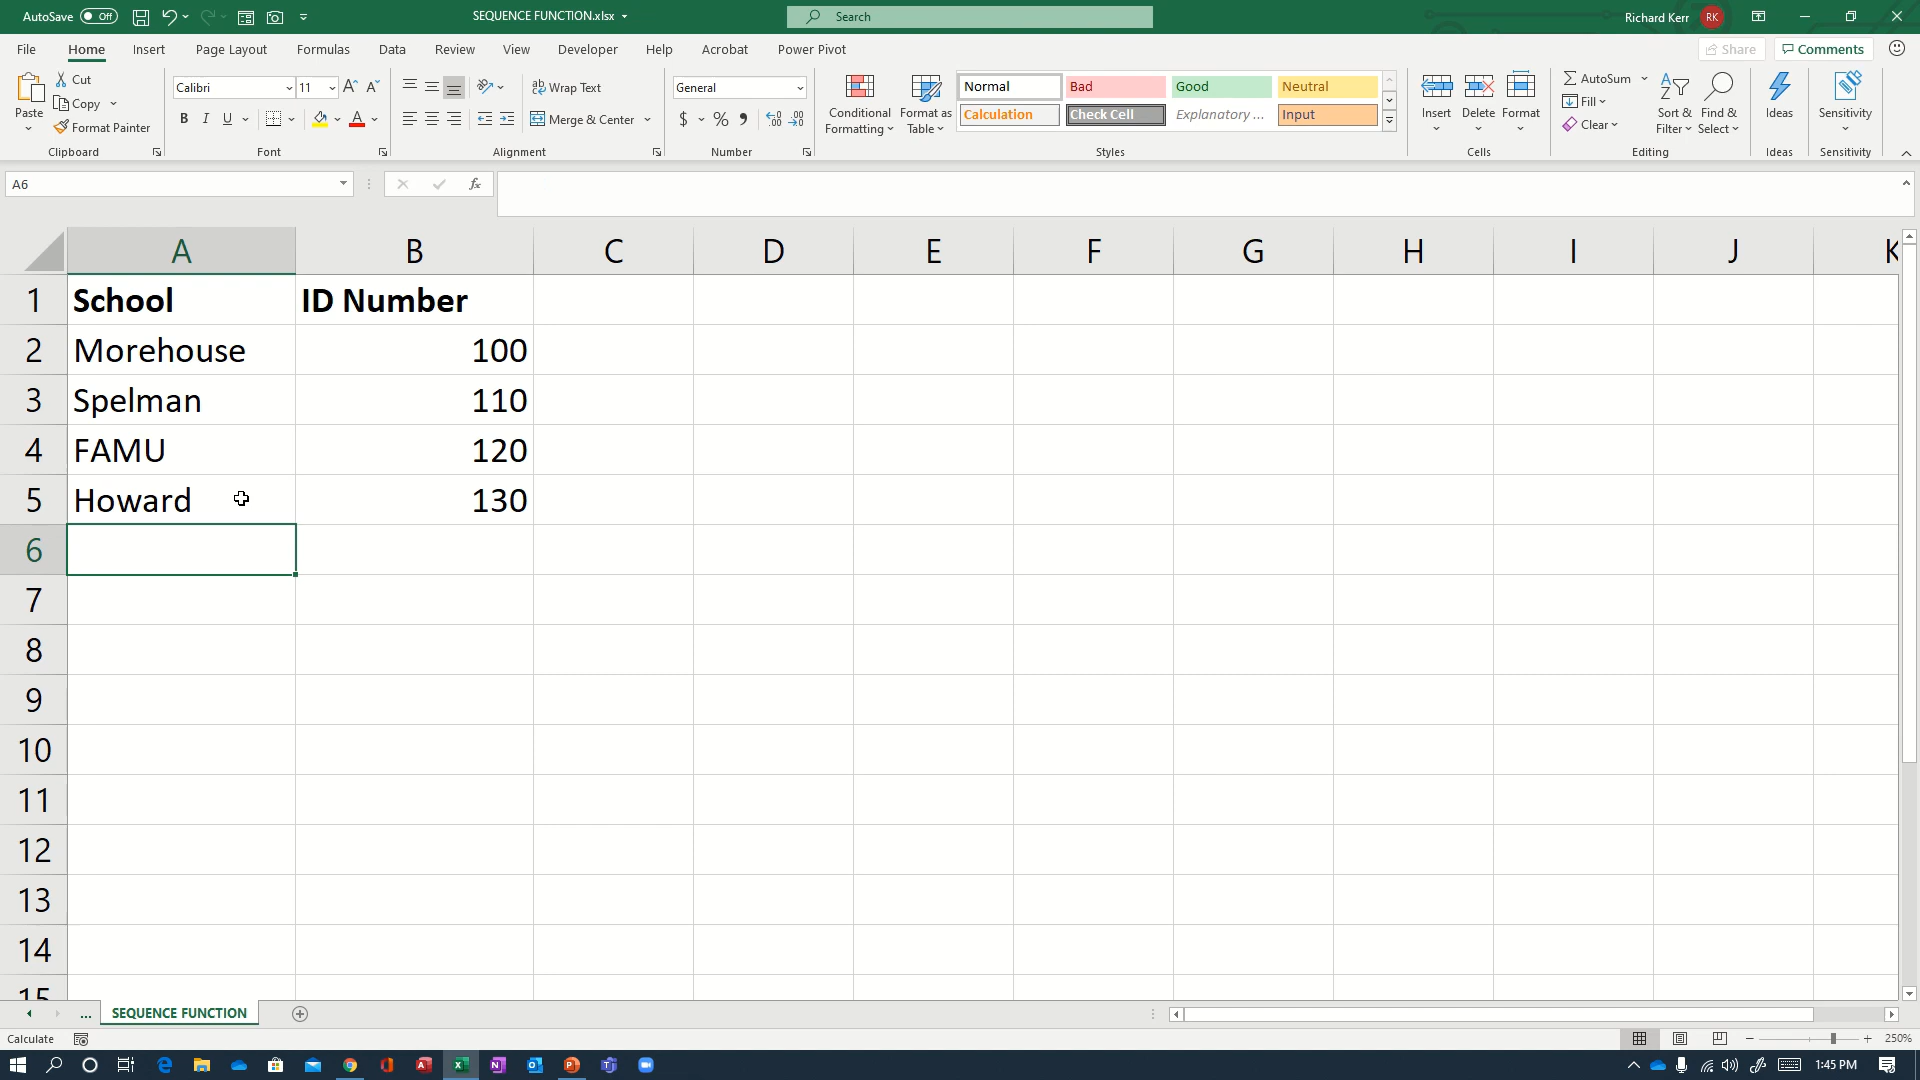 AutoSave Off SEQUENCE FUNCTION.xlsx Search Richard Kerr RK
File Home Insert Page Layout Formulas Data Review View Developer Help Acrobat Power Pivot Share Comments
Paste Cut Copy Format Painter Clipboard
Calibri 11 B I U A Font
Wrap Text Merge & Center Alignment
General $ % Number
Conditional Formatting Format as Table
Normal Bad Good Neutral
Calculation Check Cell Explanatory ... Input
Styles
Insert Delete Format Cells
AutoSum Fill Clear Sort & Filter Find & Select Editing
Ideas Ideas
Sensitivity Sensitivity
A6 fx
A B C D E F G H I J K
1 School ID Number
2 Morehouse 100
3 Spelman 110
4 FAMU 120
5 Howard 130
6
7
8
9
10
11
12
13
14
15
... SEQUENCE FUNCTION
Calculate 250%
1:45 PM